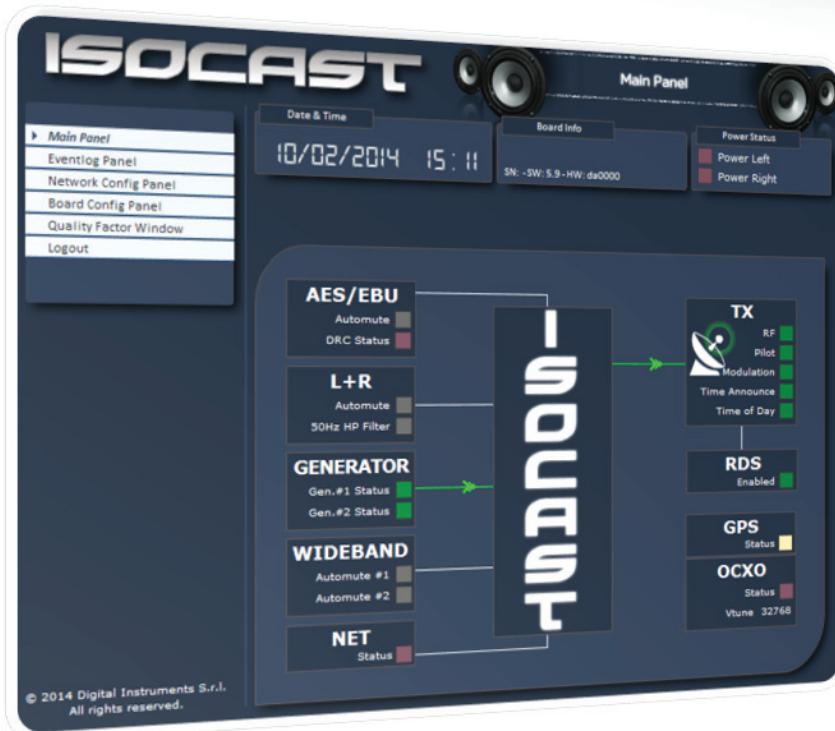 ISOCAST
Main Panel
Main Panel
Eventlog Panel
Network Config Panel
Board Config Panel
Quality Factor Window
Logout
Date & Time
10/02/2014 15:11
Board Info
SN: -SW: 5.9 - HW: da0000
Power Status
Power Left
Power Right
AES/EBU
Automute
DRC Status
L+R
Automute
50Hz HP Filter
GENERATOR
Gen.#1 Status
Gen.#2 Status
WIDEBAND
Automute #1
Automute #2
NET
Status
ISOCAST
TX
RF
Pilot
Modulation
Time Announce
Time of Day
RDS
Enabled
GPS
Status
OCXO
Status
Vtune 32768
© 2014 Digital Instruments S.r.l.
All rights reserved.